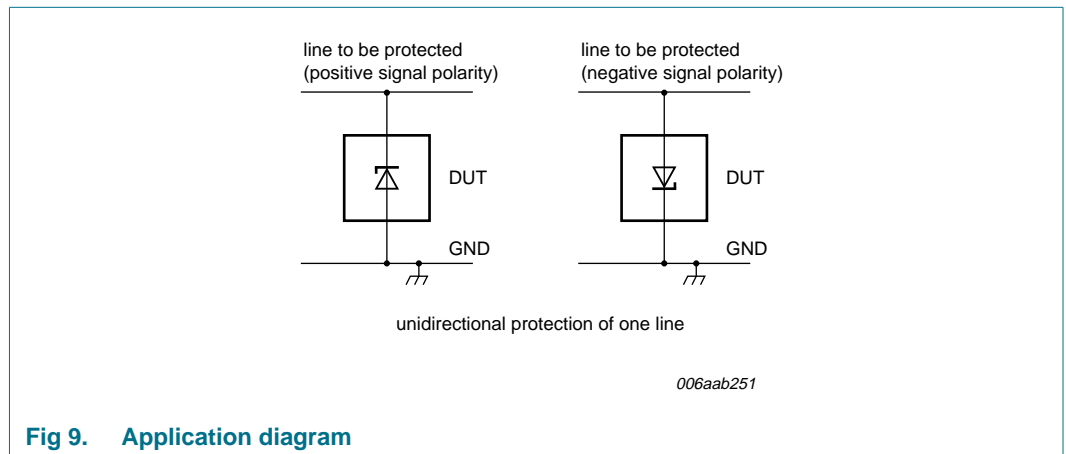 line to be protected
(positive signal polarity)
DUT
GND
line to be protected
(negative signal polarity)
DUT
GND
unidirectional protection of one line
006aab251
Fig 9. Application diagram